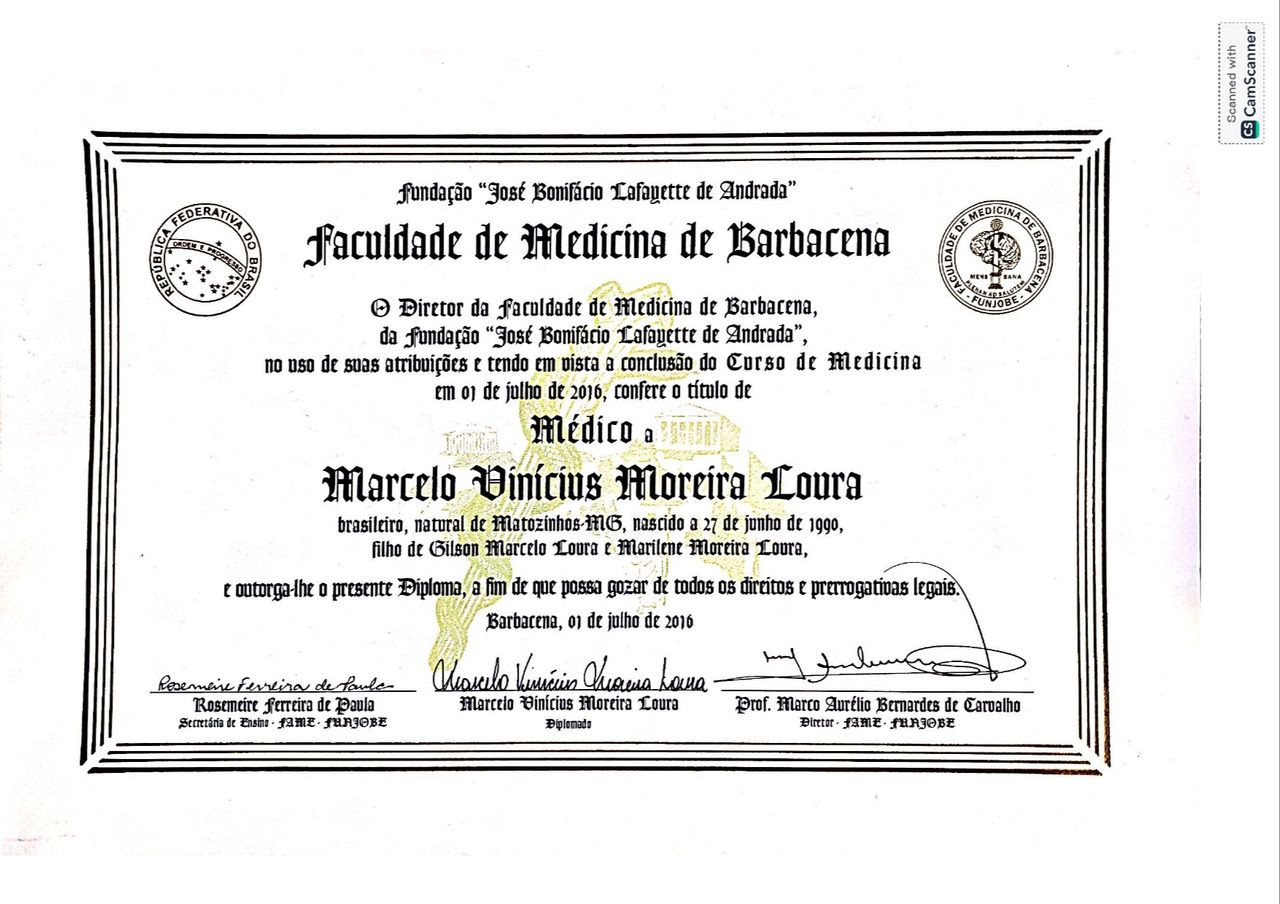 Scanned with
CS CamScanner
Fundação “José Bonifácio Lafayette de Andrada”
Faculdade de Medicina de Barbacena
REPÚBLICA FEDERATIVA DO BRASIL
ORDEM E PROGRESSO
FACULDADE DE MEDICINA DE BARBACENA
MENS SANA
PLENAM AD SALUTEM
- FUNJOBE -
O Diretor da Faculdade de Medicina de Barbacena,
da Fundação “José Bonifácio Lafayette de Andrada”,
no uso de suas atribuições e tendo em vista a conclusão do Curso de Medicina
em 01 de julho de 2016, confere o título de
Médico a
Marcelo Vinícius Moreira Loura
brasileiro, natural de Matozinhos-MG, nascido a 27 de junho de 1990,
filho de Gilson Marcelo Loura e Marilene Moreira Loura,
e outorga-lhe o presente Diploma, a fim de que possa gozar de todos os direitos e prerrogativas legais.
Barbacena, 01 de julho de 2016
Rosemeire Ferreira de Paula
Marcelo Vinícius Moreira Loura
Rosemeire Ferreira de Paula
Secretária de Ensino - FAME - FUNJOBE
Marcelo Vinícius Moreira Loura
Diplomado
Prof. Marco Aurélio Bernardes de Carvalho
Diretor - FAME - FUNJOBE